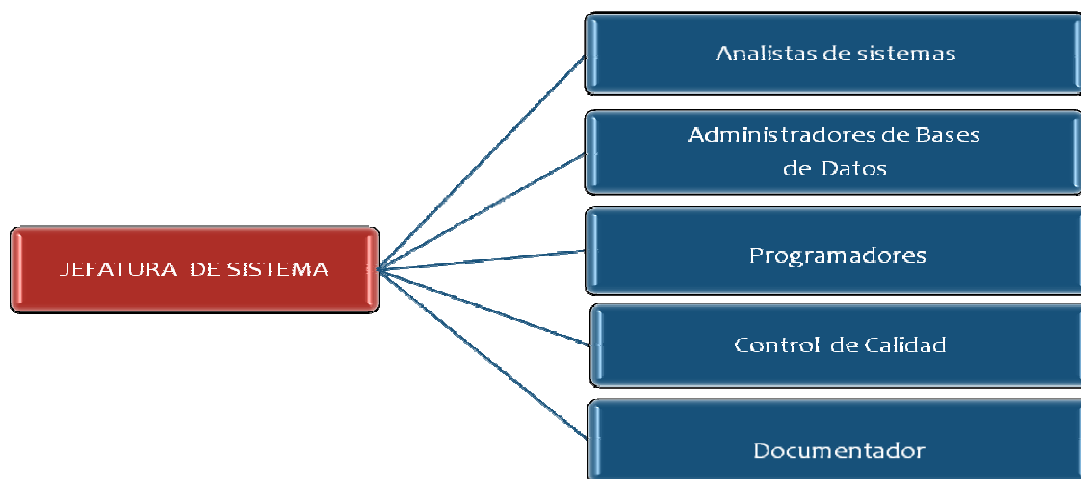 Analistas de sistemas
Administradores de Bases
de Datos
JEFATURA DE SISTEMA
Programadores
Control de Calidad
Documentador